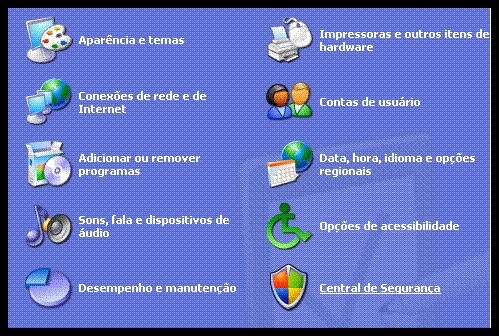 Aparência e temas
Impressoras e outros itens de
hardware
Conexões de rede e de
Internet
Contas de usuário
Adicionar ou remover
programas
Data, hora, idioma e opções
regionais
Sons, fala e dispositivos de
áudio
Opções de acessibilidade
Desempenho e manutenção
Central de Segurança